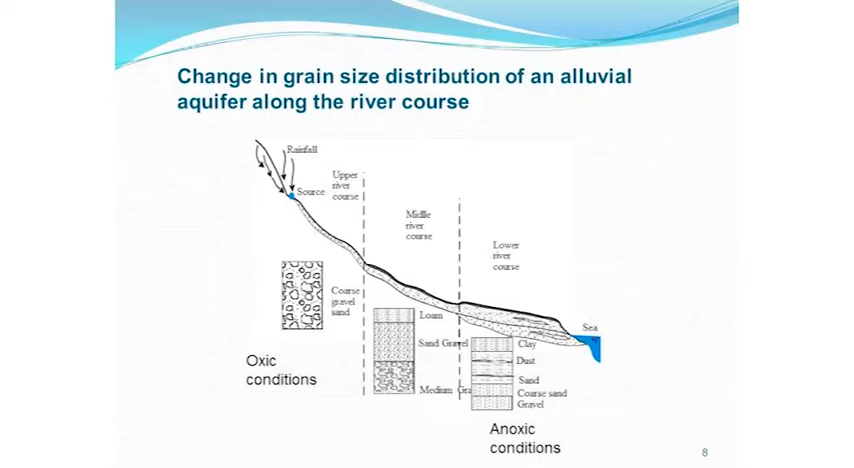 Change in grain size distribution of an alluvial
aquifer along the river course
Rainfall
Source
Upper
river
course
Midlle
river
course
Lower
river
course
Coarse
gravel
sand
Loam
Sand Gravel
Medium Gra
Sea
Clay
Dust
Sand
Coarse sand
Gravel
Oxic
conditions
Anoxic
conditions
8